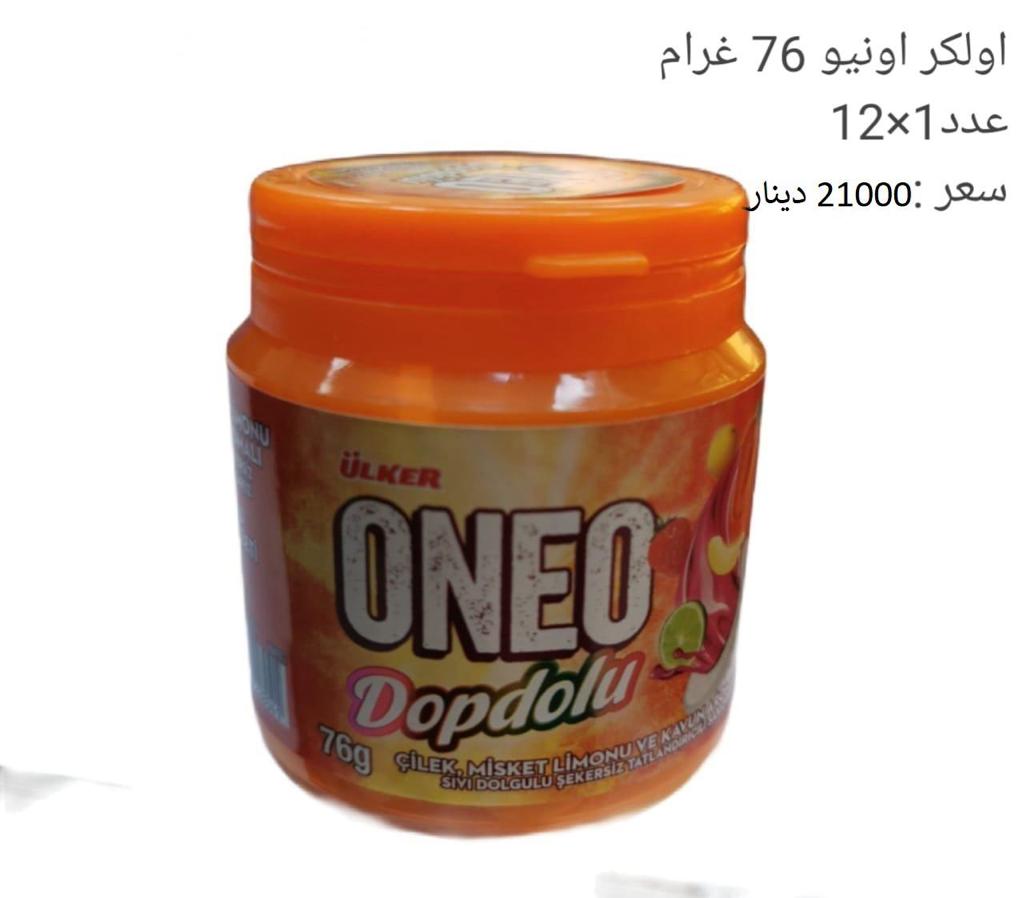 اولكر اونيو 76 غرام
عدد1×12
سعر :21000 دينار
ÜLKER
ONEO
Dopdolu
76g
ÇİLEK, MİSKET LİMONU VE KAVUN
SIVI DOLGULU ŞEKERSİZ TATLANDIRICILI